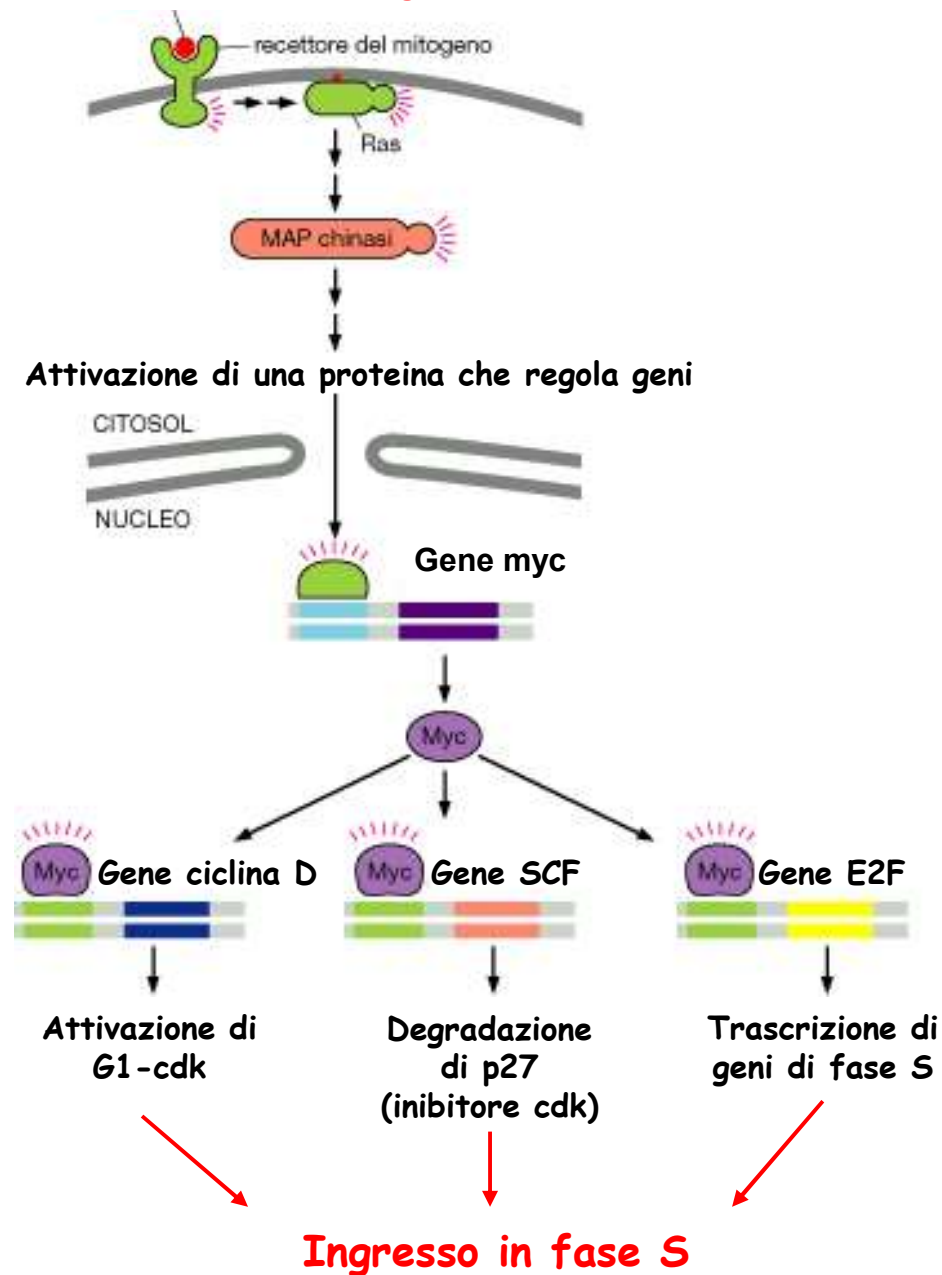 recettore del mitogeno
Ras
MAP chinasi
Attivazione di una proteina che regola geni
CITOSOL
NUCLEO
Gene myc
Myc
Myc
Gene ciclina D
Myc
Gene SCF
Myc
Gene E2F
Attivazione di
G1-cdk
Degradazione
di p27
(inibitore cdk)
Trascrizione di
geni di fase S
Ingresso in fase S